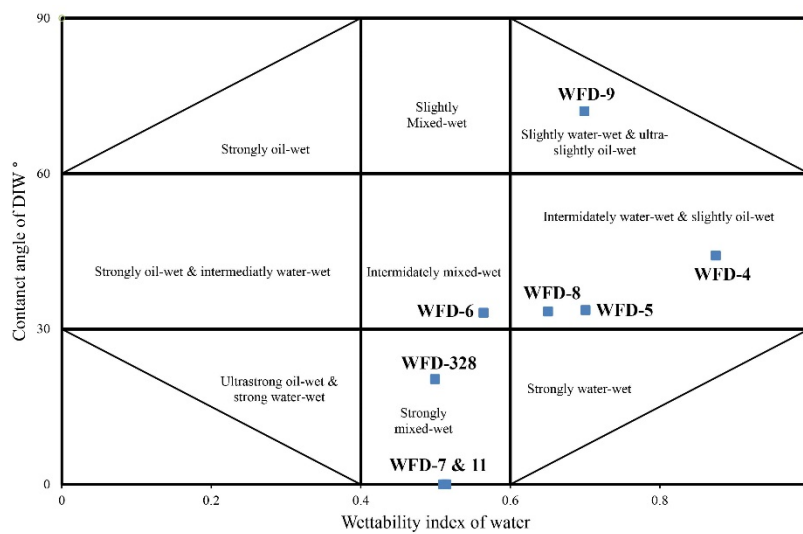 90
WFD-9
Slightly
Mixed-wet
Slightly water-wet & ultra-
slightly oil-wet
Strongly oil-wet
60
Intermidately water-wet & slightly oil-wet
Strongly oil-wet & intermediatly water-wet
Intermidately mixed-wet
WFD-4
WFD-8
WFD-6
WFD-5
30
WFD-328
Ultrastrong oil-wet &
strong water-wet
Strongly water-wet
Strongly
mixed-wet
WFD-7 & 11
0
0
0.2
0.4
0.6
0.8
Contanct angle of DIW °
Wettability index of water